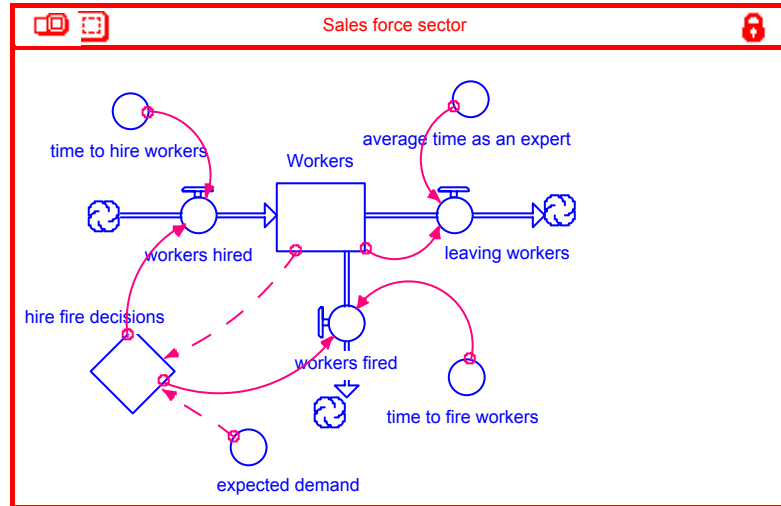 Sales force sector
time to hire workers
average time as an expert
Workers
workers hired
leaving workers
hire fire decisions
workers fired
time to fire workers
expected demand